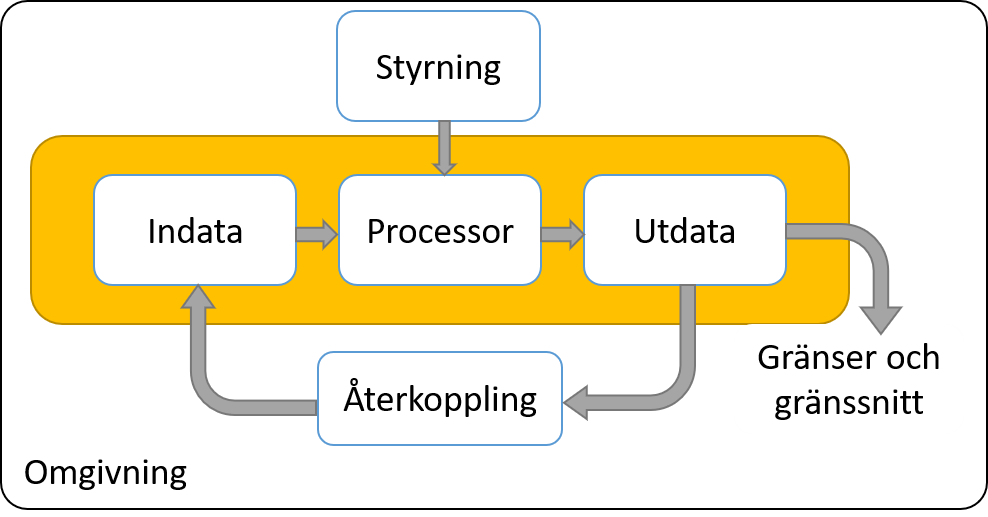 Styrning
Indata
Processor
Utdata
Återkoppling
Gränser och
gränssnitt
Omgivning